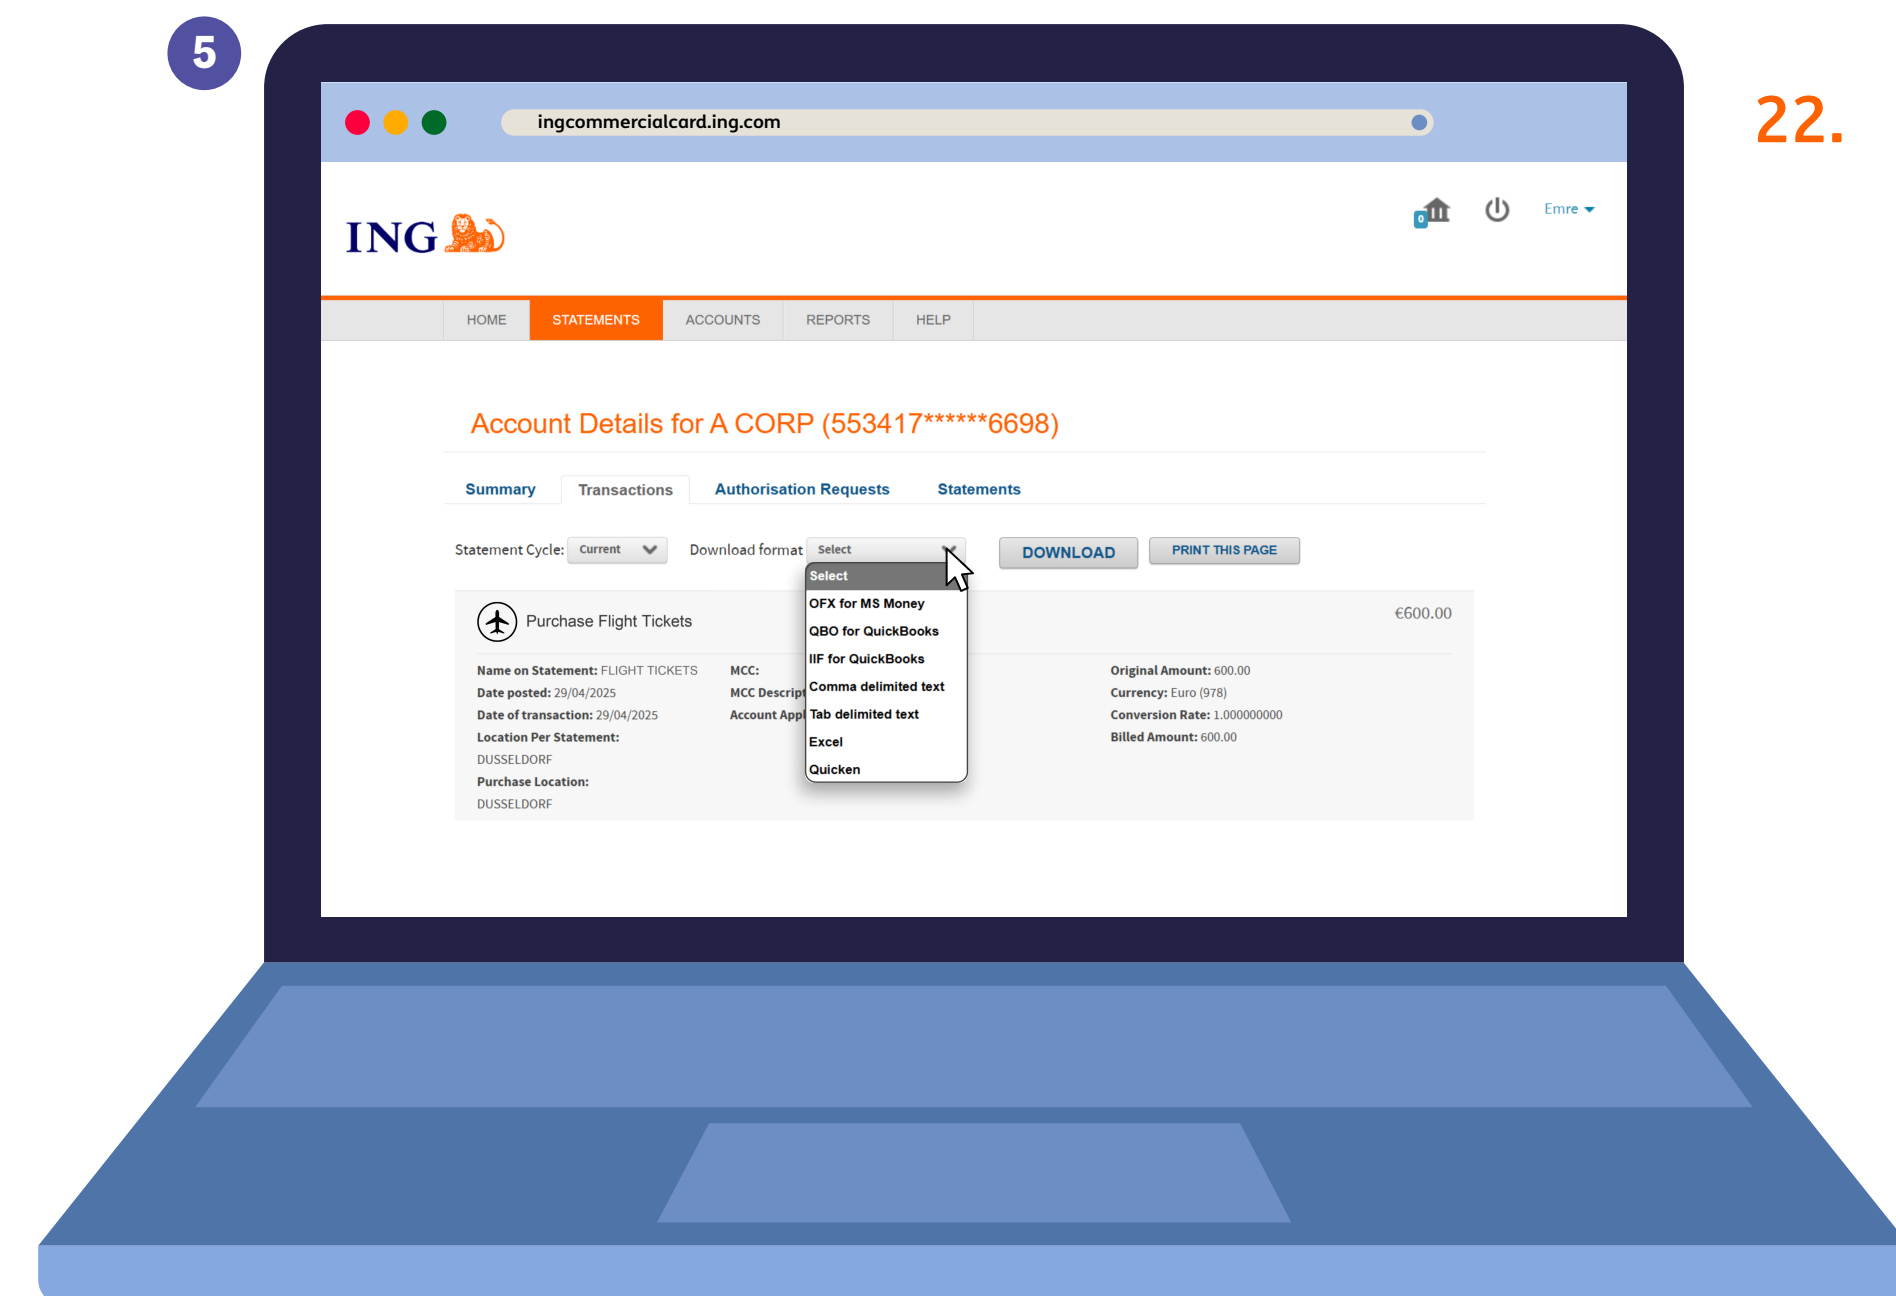 5
ingcommercialcard.ing.com
22.
ING
0
Emre
HOME STATEMENTS ACCOUNTS REPORTS HELP
Account Details for A CORP (553417******6698)
Summary Transactions Authorisation Requests Statements
Statement Cycle: Current Download format Select DOWNLOAD PRINT THIS PAGE
Select
OFX for MS Money
QBO for QuickBooks
IIF for QuickBooks
Comma delimited text
Tab delimited text
Excel
Quicken
Purchase Flight Tickets €600.00
Name on Statement: FLIGHT TICKETS
Date posted: 29/04/2025
Date of transaction: 29/04/2025
Location Per Statement:
DUSSELDORF
Purchase Location:
DUSSELDORF
MCC:
MCC Descript
Account Appl
Original Amount: 600.00
Currency: Euro (978)
Conversion Rate: 1.000000000
Billed Amount: 600.00